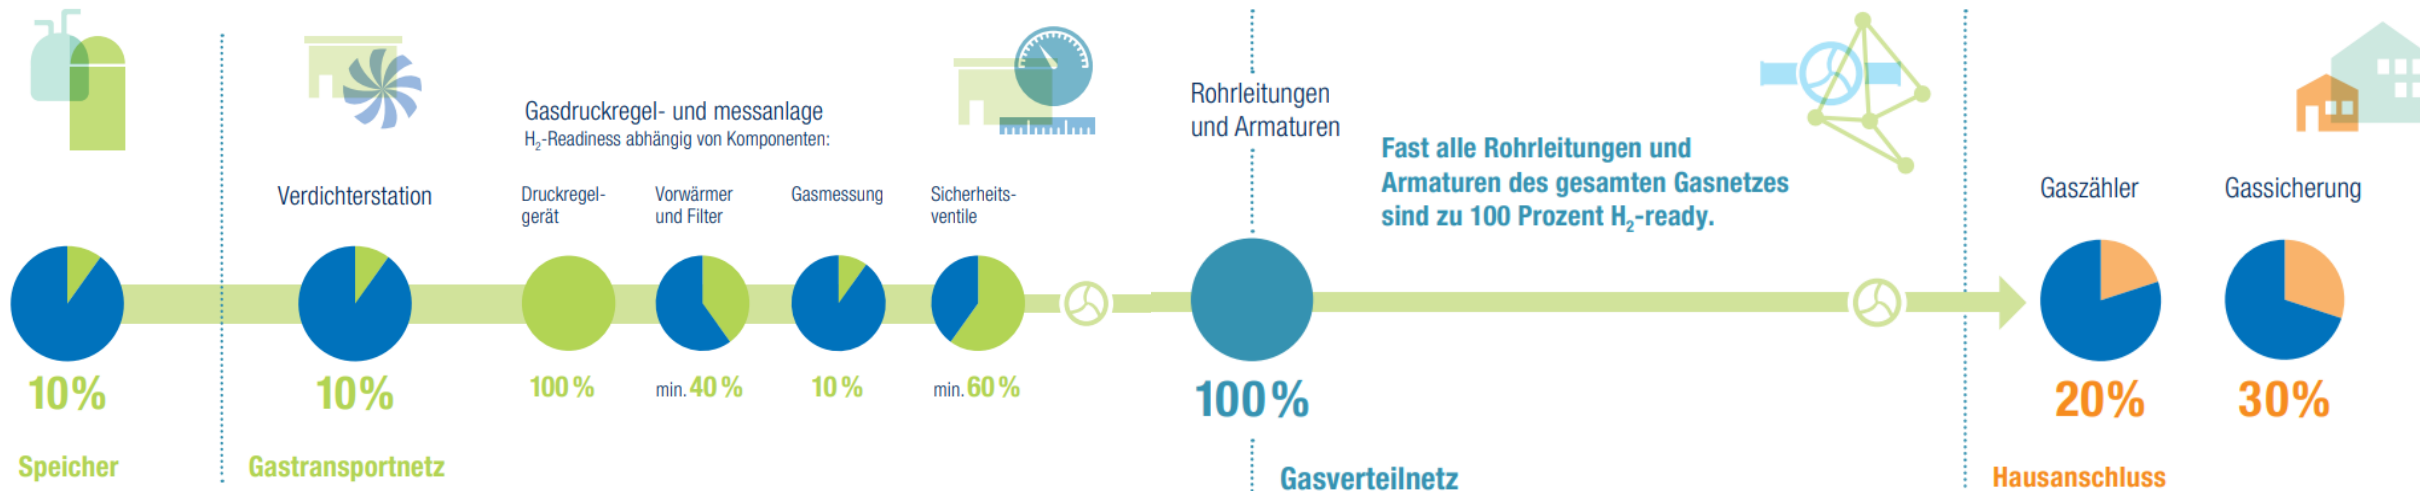 Gasdruckregel- und messanlage
H₂-Readiness abhängig von Komponenten:
Rohrleitungen
und Armaturen
Fast alle Rohrleitungen und
Armaturen des gesamten Gasnetzes
sind zu 100 Prozent H₂-ready.
Verdichterstation
Druckregel-
gerät
Vorwärmer
und Filter
Gasmessung
Sicherheits-
ventile
Gaszähler
Gassicherung
10%
10%
100 %
min. 40 %
10 %
min. 60 %
100 %
20%
30%
Speicher
Gastransportnetz
Gasverteilnetz
Hausanschluss